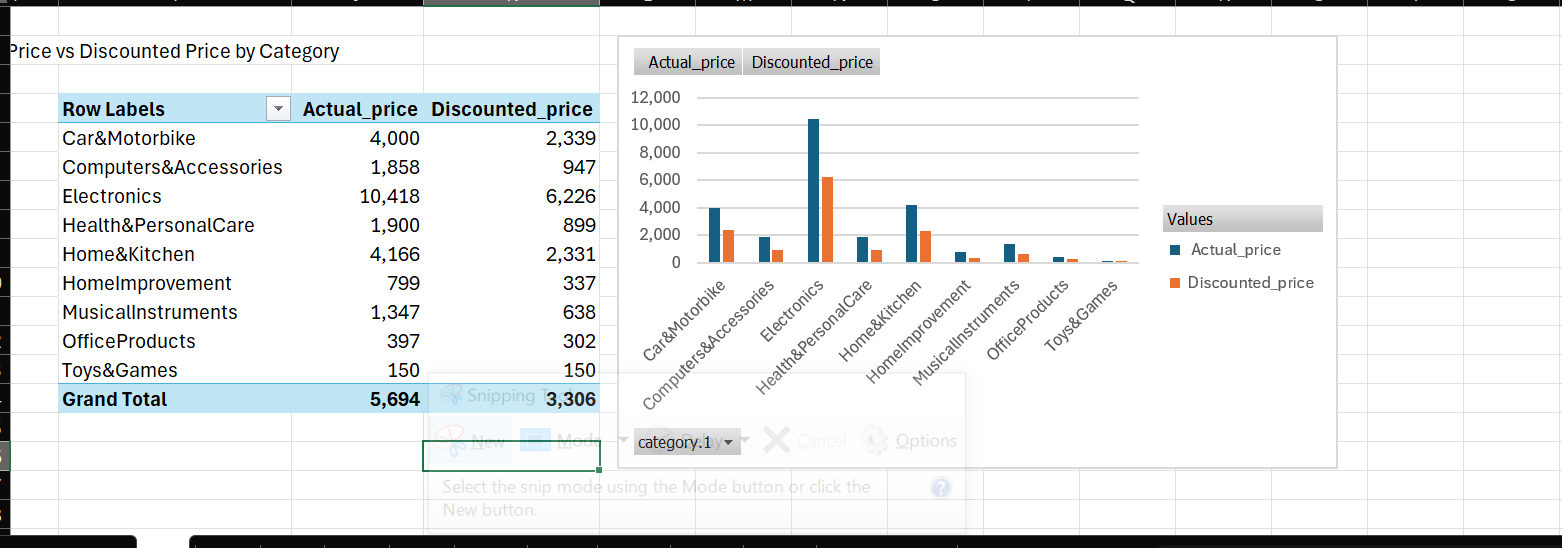 Price vs Discounted Price by Category
Row Labels Actual_price Discounted_price
Car&Motorbike 4,000 2,339
Computers&Accessories 1,858 947
Electronics 10,418 6,226
Health&PersonalCare 1,900 899
Home&Kitchen 4,166 2,331
HomeImprovement 799 337
MusicalInstruments 1,347 638
OfficeProducts 397 302
Toys&Games 150 150
Grand Total 5,694 3,306
Actual_price Discounted_price
12,000
10,000
8,000
6,000
4,000
2,000
0
Car&Motorbike
Computers&Accessories
Electronics
Health&PersonalCare
Home&Kitchen
HomeImprovement
MusicalInstruments
OfficeProducts
Toys&Games
Values
Actual_price
Discounted_price
category.1
Snipping Tool
New Mode Delay Cancel Options
Select the snip mode using the Mode button or click the
New button.